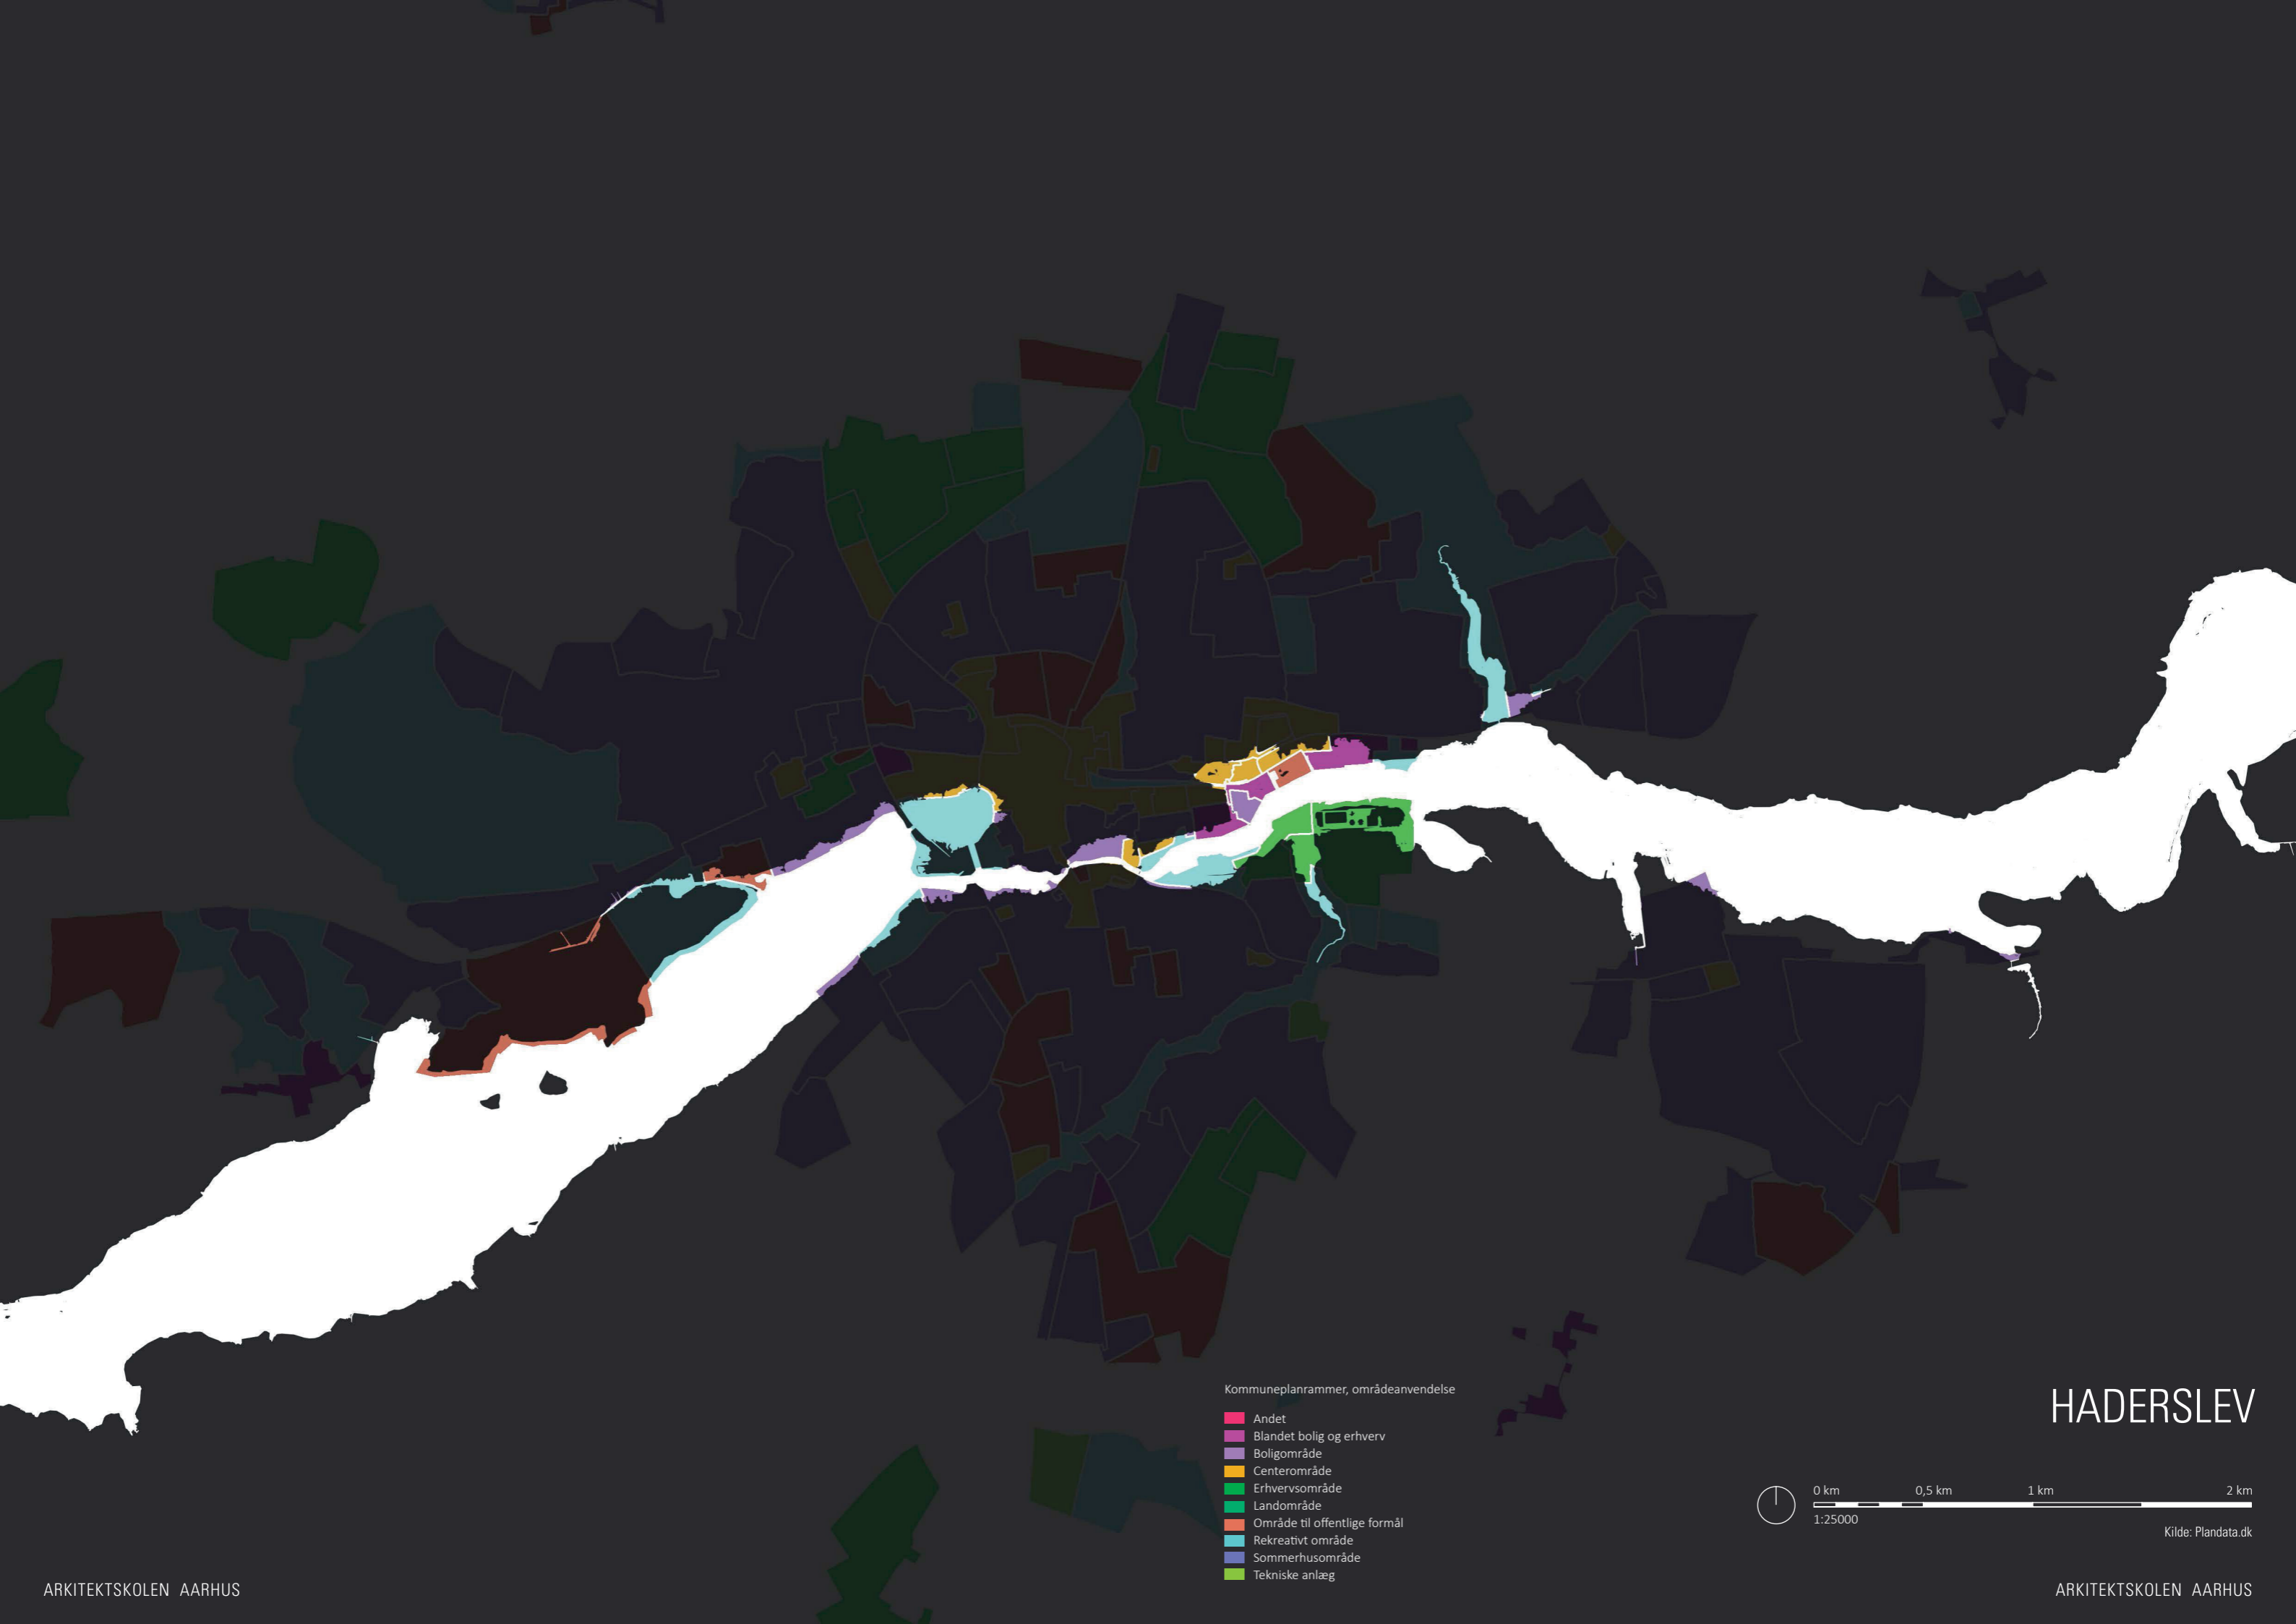 Kommuneplanrammer, områdeanvendelse
Andet
Blandet bolig og erhverv
Boligområde
Centerområde
Erhvervsområde
Landområde
Område til offentlige formål
Rekreativt område
Sommerhusområde
Tekniske anlæg
HADERSLEV
0 km 0,5 km 1 km 2 km
1:25000
Kilde: Plandata.dk
ARKITEKTSKOLEN AARHUS
ARKITEKTSKOLEN AARHUS